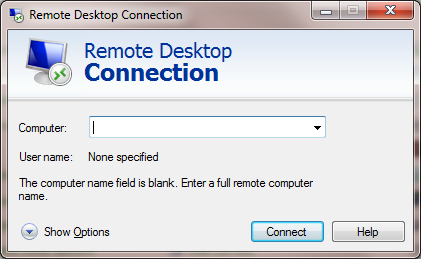 Remote Desktop Connection
Remote Desktop
Connection
Computer:
User name: None specified
The computer name field is blank. Enter a full remote computer
name.
Show Options Connect Help